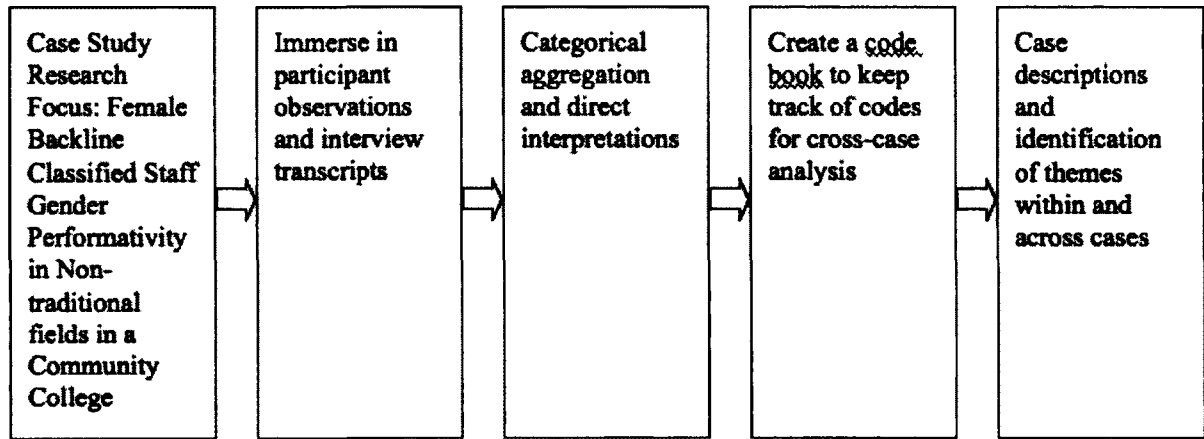 Case Study
Research
Focus: Female
Backline
Classified Staff
Gender
Performativity
in Non-
traditional
fields in a
Community
College
Immerse in
participant
observations
and interview
transcripts
Categorical
aggregation
and direct
interpretations
Create a code
book to keep
track of codes
for cross-case
analysis
Case
descriptions
and
identification
of themes
within and
across cases